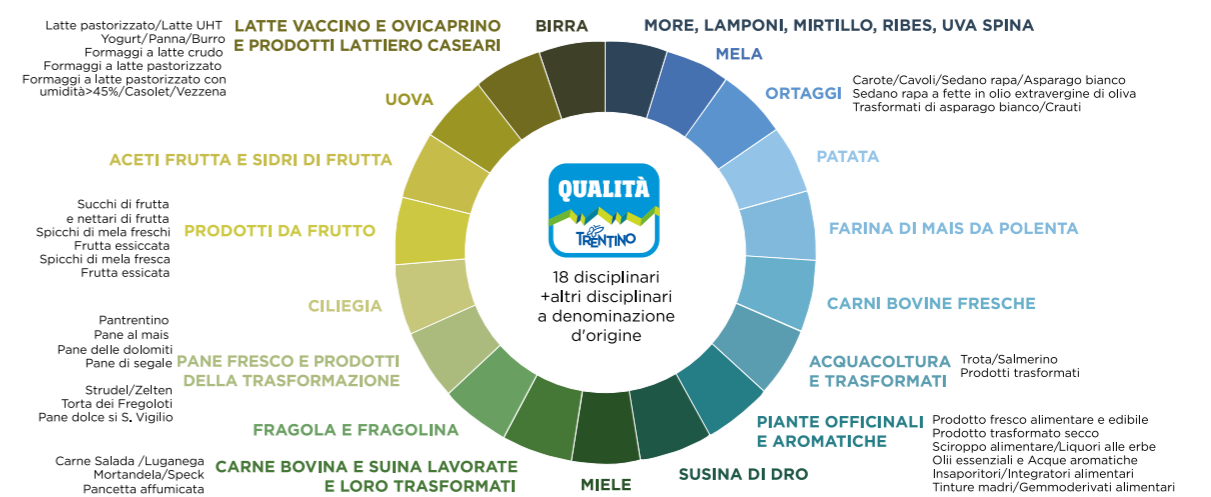 BIRRA
MORE, LAMPONI, MIRTILLO, RIBES, UVA SPINA
MELA
ORTAGGI
Carote/Cavoli/Sedano rapa/Asparago bianco
Sedano rapa a fette in olio extravergine di oliva
Trasformati di asparago bianco/Crauti
PATATA
FARINA DI MAIS DA POLENTA
CARNI BOVINE FRESCHE
ACQUACOLTURA
E TRASFORMATI
Trota/Salmerino
Prodotti trasformati
PIANTE OFFICINALI
E AROMATICHE
Prodotto fresco alimentare e edibile
Prodotto trasformato secco
Sciroppo alimentare/Liquori alle erbe
Olii essenziali e Acque aromatiche
Insaporitori/Integratori alimentari
Tinture madri/Gemmoderivati alimentari
SUSINA DI DRO
MIELE
CARNE BOVINA E SUINA LAVORATE
E LORO TRASFORMATI
Carne Salada /Luganega
Mortandela/Speck
Pancetta affumicata
FRAGOLA E FRAGOLINA
PANE FRESCO E PRODOTTI
DELLA TRASFORMAZIONE
Pantrentino
Pane al mais
Pane delle dolomiti
Pane di segale
Strudel/Zelten
Torta dei Fregoloti
Pane dolce si S. Vigilio
CILIEGIA
PRODOTTI DA FRUTTO
Succhi di frutta
e nettari di frutta
Spicchi di mela freschi
Frutta essiccata
Spicchi di mela fresca
Frutta essicata
ACETI FRUTTA E SIDRI DI FRUTTA
UOVA
LATTE VACCINO E OVICAPRINO
E PRODOTTI LATTIERO CASEARI
Latte pastorizzato/Latte UHT
Yogurt/Panna/Burro
Formaggi a latte crudo
Formaggi a latte pastorizzato
Formaggi a latte pastorizzato con
umidità>45%/Casolet/Vezzena
QUALITÀ
TRENTINO
18 disciplinari
+altri disciplinari
a denominazione
d'origine